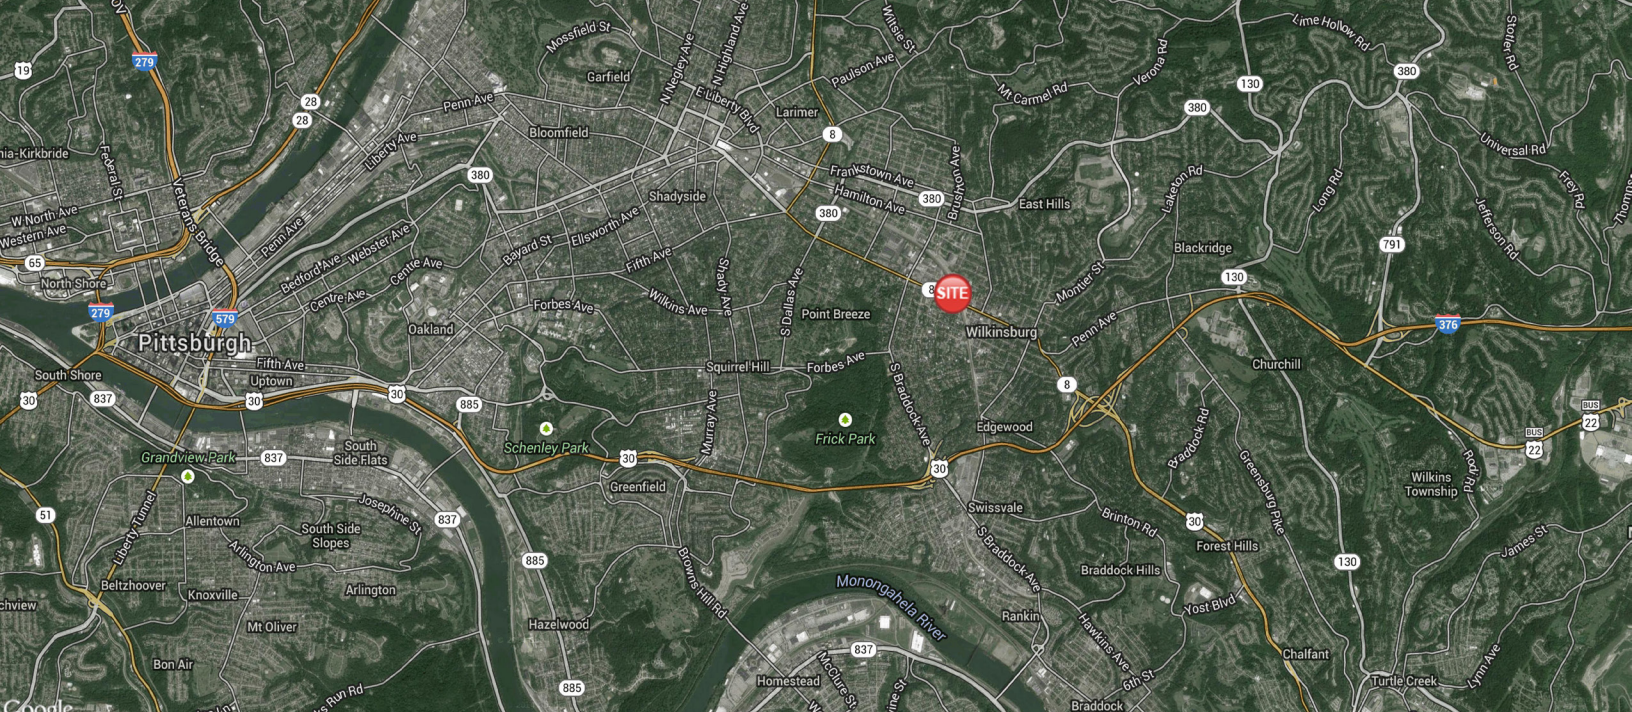 279
Mossfield St
Wiltsie St
Lime Hollow Rd
Stotler Rd
19
Garfield
N Negley Ave
N Highland Ave
Paulson Ave
Verona Rd
380
130
28
Penn Ave
E Liberty Blvd
Mt Carmel Rd
380
28
Larimer
Bloomfield
8
nia-Kirkbride
Federal St
Liberty Ave
Universal Rd
380
Frankstown Ave
Brushton Ave
Laketon Rd
Long Rd
Frey Rd
Shadyside
Hamilton Ave
380
East Hills
W North Ave
Western Ave
Veterans Bridge
Penn Ave
Webster Ave
Ellsworth Ave
380
Jefferson Rd
Bayard St
791
Blackridge
65
Bedford Ave
Centre Ave
Fifth Ave
North Shore
Shady Ave
S Dallas Ave
Montier St
130
279
Centre Ave
Forbes Ave
Wilkins Ave
8
SITE
579
Oakland
Point Breeze
Wilkinsburg
Penn Ave
376
Pittsburgh
Fifth Ave
Squirrel Hill
Forbes Ave
Churchill
South Shore
Uptown
S Braddock Ave
8
30
837
30
30
885
BUS
22
Murray Ave
Schenley Park
Frick Park
Edgewood
Braddock Rd
BUS
22
South
Side Flats
Grandview Park
837
30
30
Greensburg Pike
Rodi Rd
Greenfield
Wilkins
Township
51
Liberty Tunnel
Allentown
Josephine St
837
Swissvale
Brinton Rd
30
South Side
Slopes
S Braddock Ave
Forest Hills
James St
Arlington Ave
885
130
Beltzhoover
Knoxville
Arlington
Browns Hill Rd
Monongahela River
Braddock Hills
chview
Yost Blvd
Mt Oliver
Hazelwood
Rankin
Hawkins Ave
837
Chalfant
Bon Air
McClure St
Homestead
6th St
Turtle Creek
Lynn Ave
885
Braddock
Google